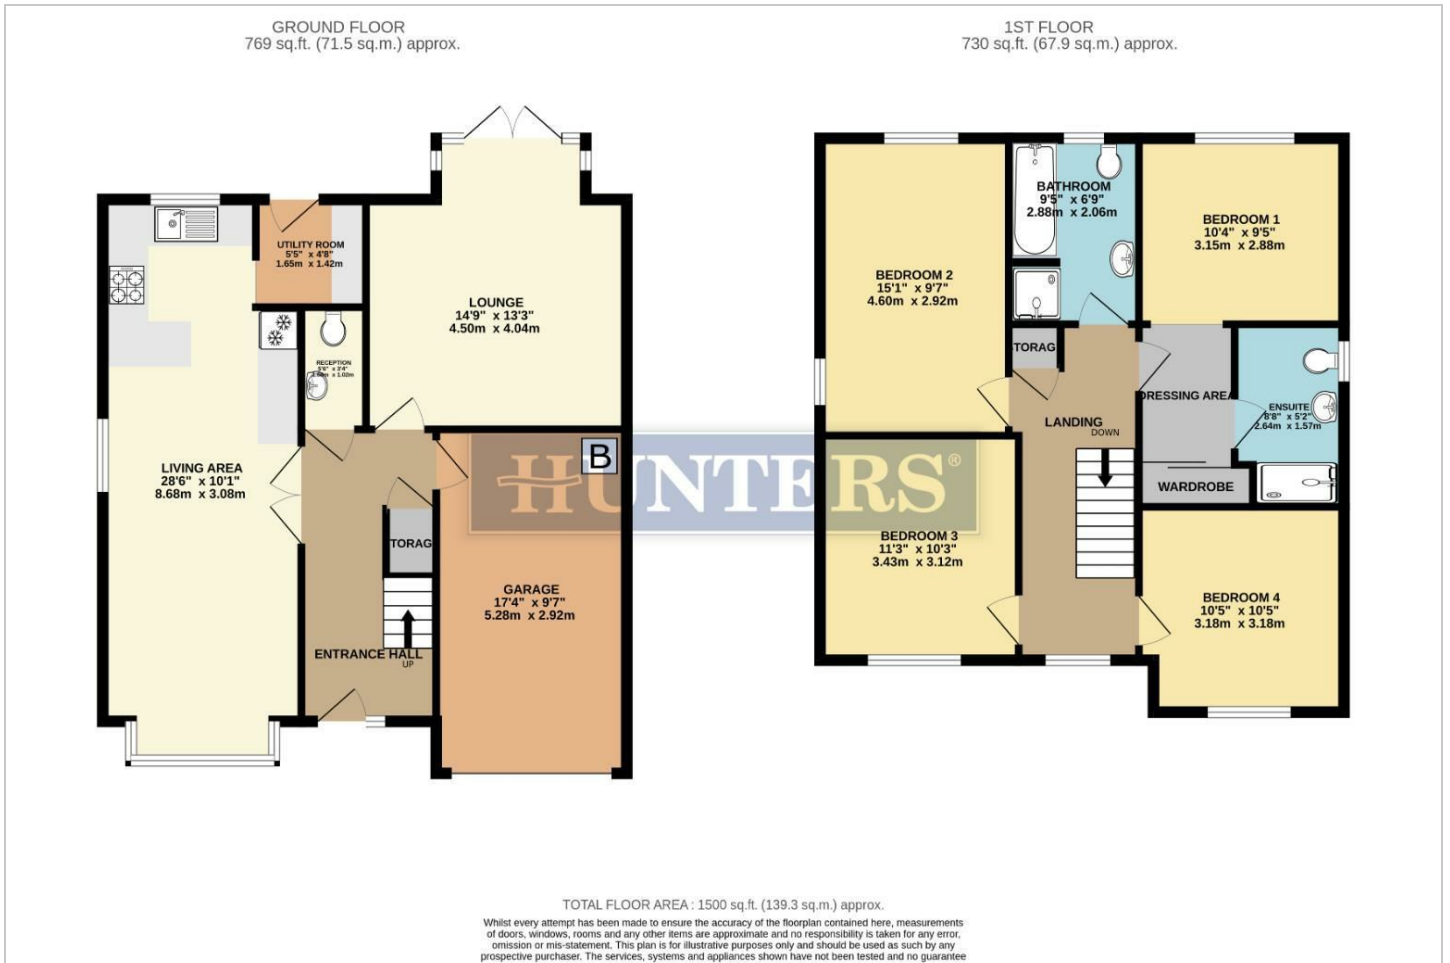 GROUND FLOOR
769 sq.ft. (71.5 sq.m.) approx.
1ST FLOOR
730 sq.ft. (67.9 sq.m.) approx.
UTILITY ROOM
5'5" x 4'8"
1.65m x 1.42m
LOUNGE
14'9" x 13'3"
4.50m x 4.04m
RECEPTION
x 3'4"
x 1.02m
LIVING AREA
28'6" x 10'1"
8.68m x 3.08m
B
TORAG
GARAGE
17'4" x 9'7"
5.28m x 2.92m
ENTRANCE HALL
UP
HUNTERS®
BEDROOM 2
15'1" x 9'7"
4.60m x 2.92m
BATHROOM
9'5" x 6'9"
2.88m x 2.06m
BEDROOM 1
10'4" x 9'5"
3.15m x 2.88m
TORAG
LANDING
DOWN
DRESSING AREA
ENSUITE
8'8" x 5'2"
2.64m x 1.57m
WARDROBE
BEDROOM 3
11'3" x 10'3"
3.43m x 3.12m
BEDROOM 4
10'5" x 10'5"
3.18m x 3.18m
TOTAL FLOOR AREA : 1500 sq.ft. (139.3 sq.m.) approx.
Whilst every attempt has been made to ensure the accuracy of the floorplan contained here, measurements
of doors, windows, rooms and any other items are approximate and no responsibility is taken for any error,
omission or mis-statement. This plan is for illustrative purposes only and should be used as such by any
prospective purchaser. The services, systems and appliances shown have not been tested and no guarantee